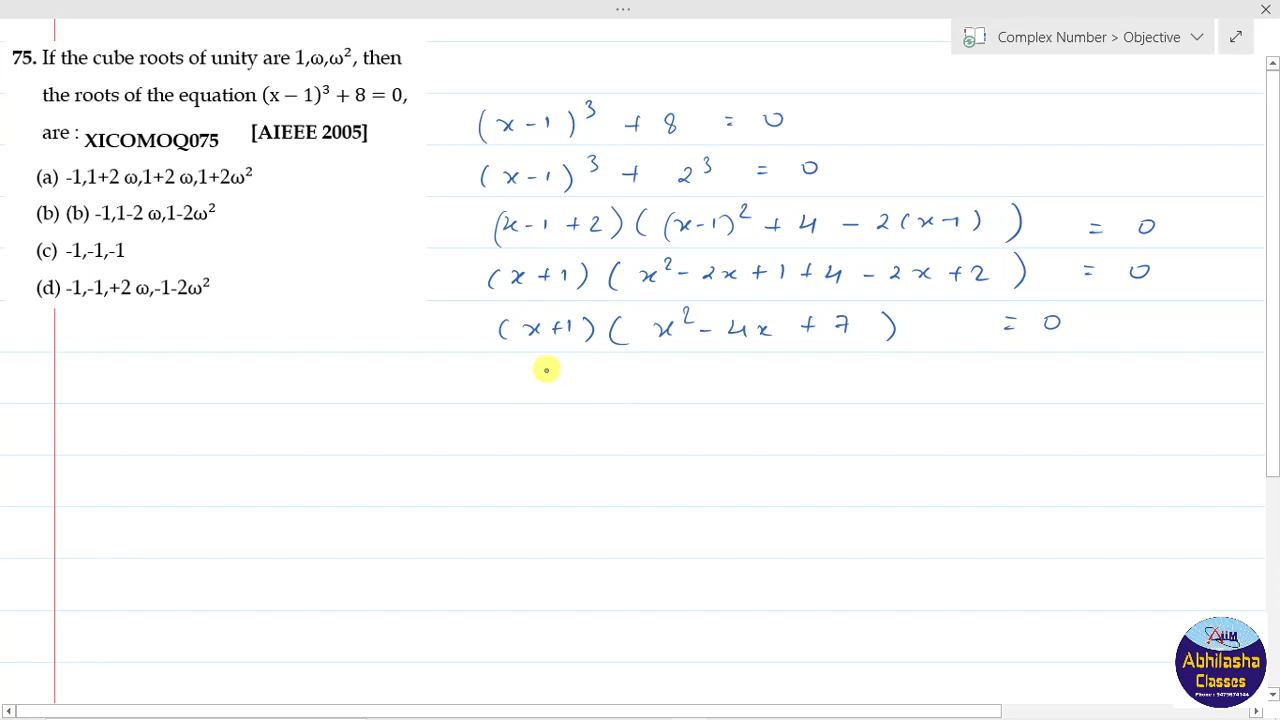 Complex Number > Objective
75. If the cube roots of unity are 1,ω,ω², then
the roots of the equation (x − 1)³ + 8 = 0,
are : XICOMOQ075 [AIEEE 2005]
(a) -1,1+2 ω,1+2 ω,1+2ω²
(b) (b) -1,1-2 ω,1-2ω²
(c) -1,-1,-1
(d) -1,-1,+2 ω,-1-2ω²
(x-1)³ + 8 = 0
(x-1)³ + 2³ = 0
(x-1+2)((x-1)² + 4 - 2(x-1)) = 0
(x+1)(x² - 2x + 1 + 4 - 2x + 2) = 0
(x+1)(x² - 4x + 7) = 0
AIIM
Abhilasha
Classes
Phone : 9479874144